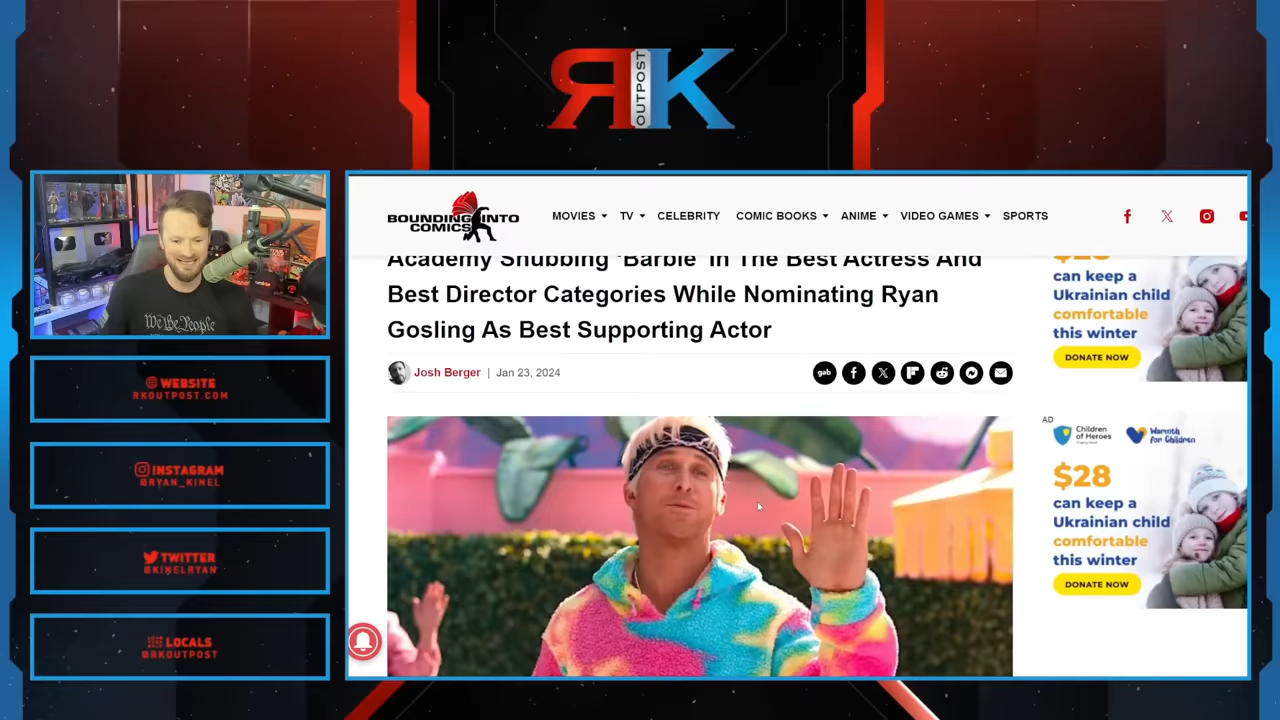 RK
OUTPOST
We the People
WEBSITE
RKOUTPOST.COM
INSTAGRAM
@RYAN_KINEL
TWITTER
@KINELRYAN
LOCALS
@RKOUTPOST
BOUNDING INTO
COMICS
MOVIES
TV
CELEBRITY
COMIC BOOKS
ANIME
VIDEO GAMES
SPORTS
Academy Snubbing 'Barbie' In The Best Actress And
Best Director Categories While Nominating Ryan
Gosling As Best Supporting Actor
Josh Berger | Jan 23, 2024
gab
can keep a
Ukrainian child
comfortable
this winter
DONATE NOW
AD
Children
of Heroes
Warmth
for Children
$28
can keep a
Ukrainian child
comfortable
this winter
DONATE NOW